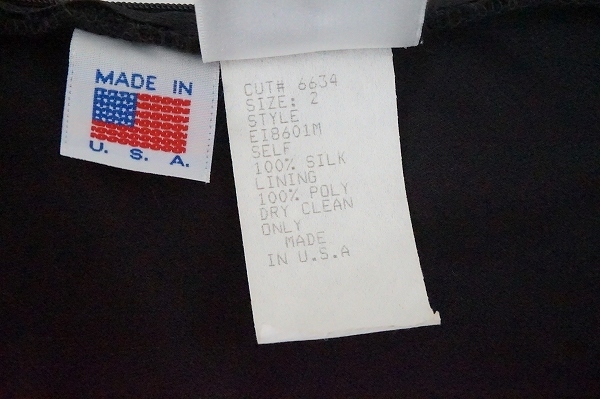 MADE IN
U. S. A.
CUT# 6634
SIZE: 2
STYLE
EI8601M
SELF
100% SILK
LINING
100% POLY
DRY CLEAN
ONLY
MADE
IN U.S.A